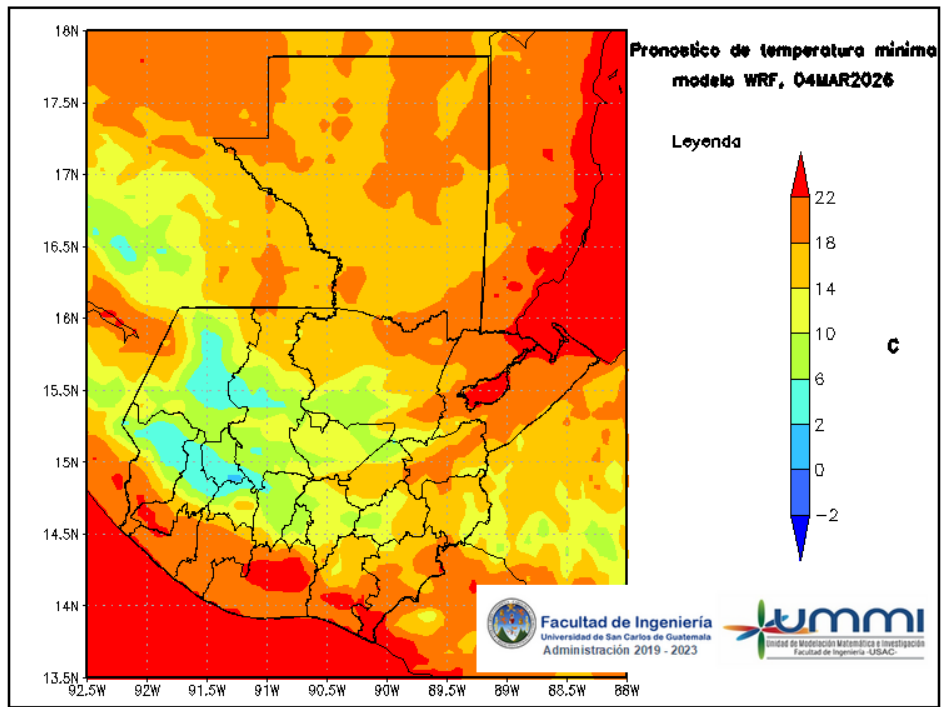 Pronostico de temperatura minima
modelo WRF, 04MAR2026
Leyenda
22
18
14
10
6
2
0
−2
C
18N
17.5N
17N
16.5N
16N
15.5N
15N
14.5N
14N
13.5N
92.5W
92W
91.5W
91W
90.5W
90W
89.5W
89W
88.5W
88W
Facultad de Ingeniería
Universidad de San Carlos de Guatemala
Administración 2019 - 2023
ummi
Unidad de Modelación Matemática e Investigación
Facultad de Ingeniería -USAC-